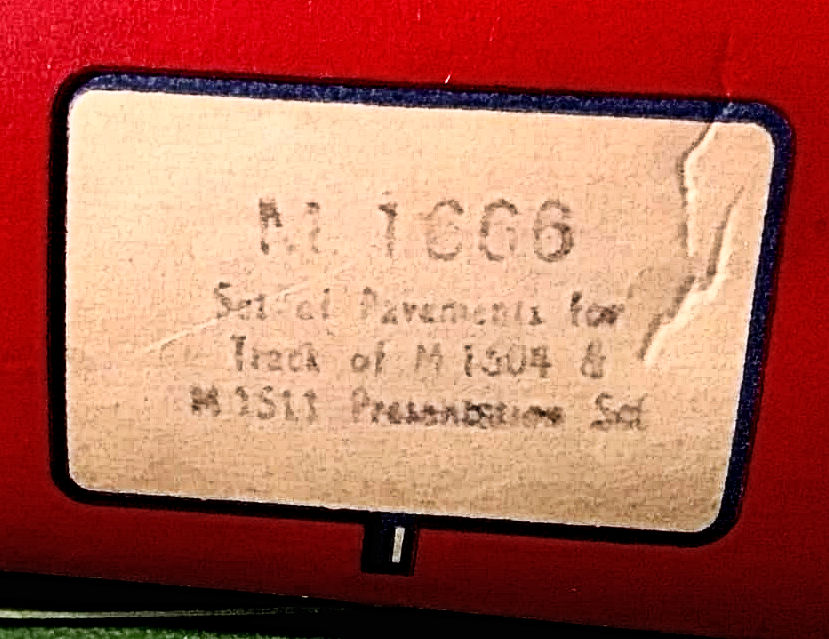 M 1666
Set of Pavements for
Track of M 1504 &
M 1511 Presentation Set